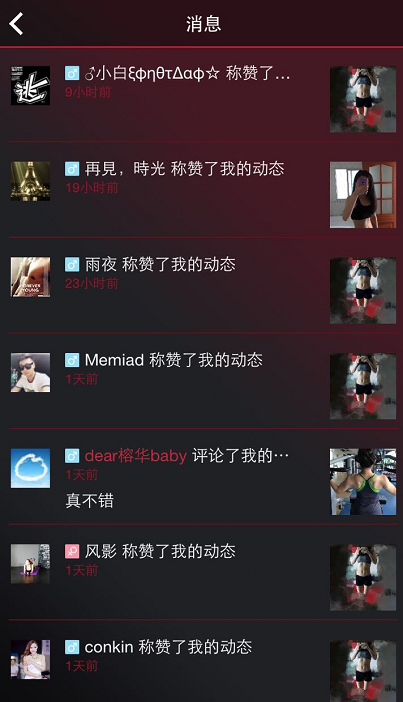 消息
♂小白ξφηθτΔαφ☆ 称赞了…
9小时前
再見，時光 称赞了我的动态
19小时前
雨夜 称赞了我的动态
23小时前
Memiad 称赞了我的动态
1天前
dear榕华baby 评论了我的…
1天前
真不错
风影 称赞了我的动态
1天前
conkin 称赞了我的动态
1天前